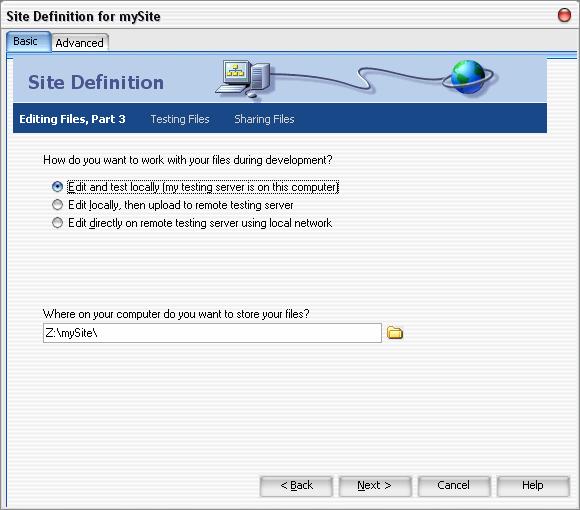 Site Definition for mySite
Basic Advanced
Site Definition
Editing Files, Part 3 Testing Files Sharing Files
How do you want to work with your files during development?
Edit and test locally (my testing server is on this computer)
Edit locally, then upload to remote testing server
Edit directly on remote testing server using local network
Where on your computer do you want to store your files?
Z:\mySite\
< Back Next > Cancel Help